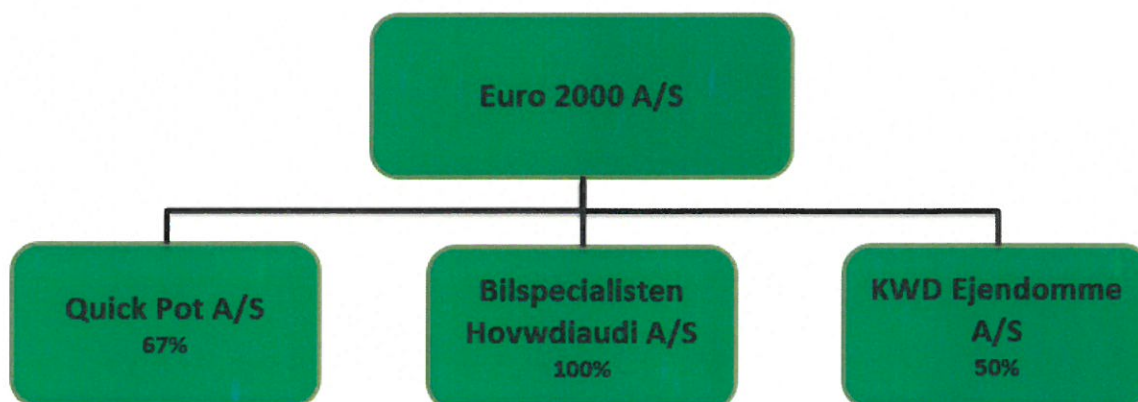 Euro 2000 A/S
Quick Pot A/S
67%
Bilspecialisten
Hovwdiaudi A/S
100%
KWD Ejendomme
A/S
50%